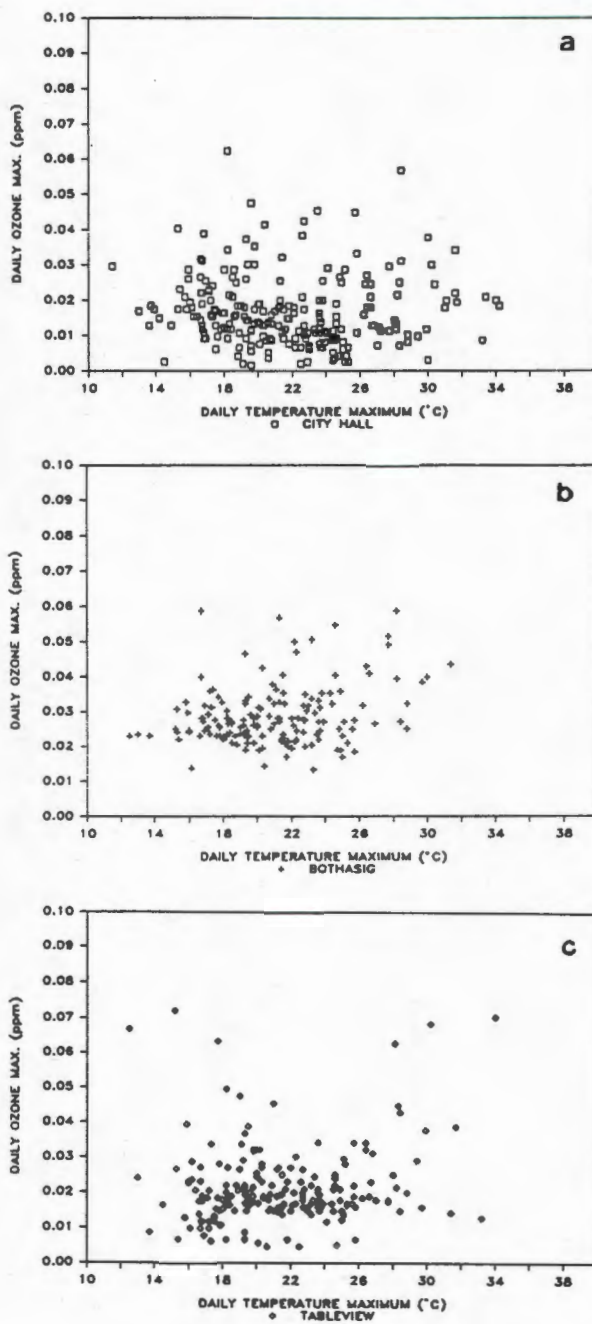 a
0.10
0.09
0.08
0.07
0.06
0.05
0.04
0.03
0.02
0.01
0.00
DAILY OZONE MAX. (ppm)
10 14 18 22 26 30 34 38
DAILY TEMPERATURE MAXIMUM (°C)
CITY HALL
b
0.10
0.09
0.08
0.07
0.06
0.05
0.04
0.03
0.02
0.01
0.00
DAILY OZONE MAX. (ppm)
10 14 18 22 26 30 34 38
DAILY TEMPERATURE MAXIMUM (°C)
BOTHASIG
c
0.10
0.09
0.08
0.07
0.06
0.05
0.04
0.03
0.02
0.01
0.00
DAILY OZONE MAX. (ppm)
10 14 18 22 26 30 34 38
DAILY TEMPERATURE MAXIMUM (°C)
TABLEVIEW